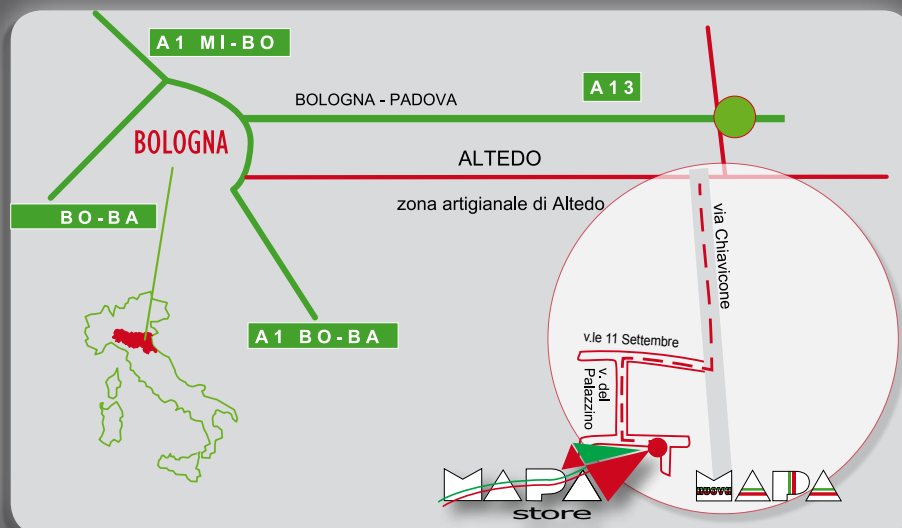 A1 MI-BO
BOLOGNA - PADOVA
A13
BOLOGNA
ALTEDO
zona artigianale di Altedo
BO-BA
via Chiavicone
A1 BO-BA
v.le 11 Settembre
v. del
Palazzino
MAPA
store
NUOVA
MAPA